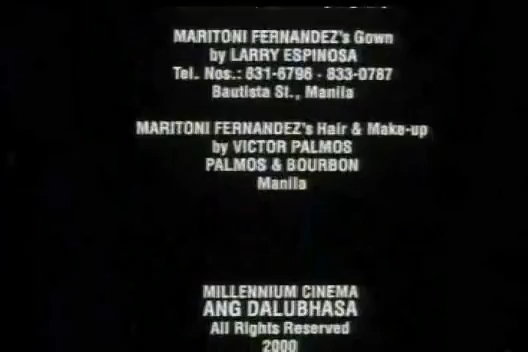 MARITONI FERNANDEZ's Gown
by LARRY ESPINOSA
Tel. Nos.: 831-6796 - 833-0787
Bautista St., Manila
MARITONI FERNANDEZ's Hair & Make-up
by VICTOR PALMOS
PALMOS & BOURBON
Manila
MILLENNIUM CINEMA
ANG DALUBHASA
All Rights Reserved
2000